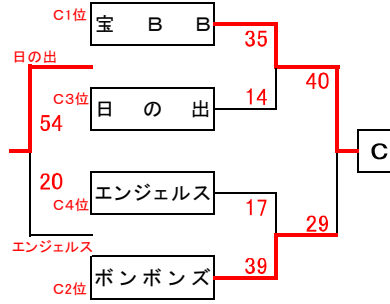 C1位
宝 B B
35
日の出
40
14
C3位
日 の 出
54
C
20
エンジェルス
17
C4位
29
エンジェルス
39
ボンボンズ
C2位